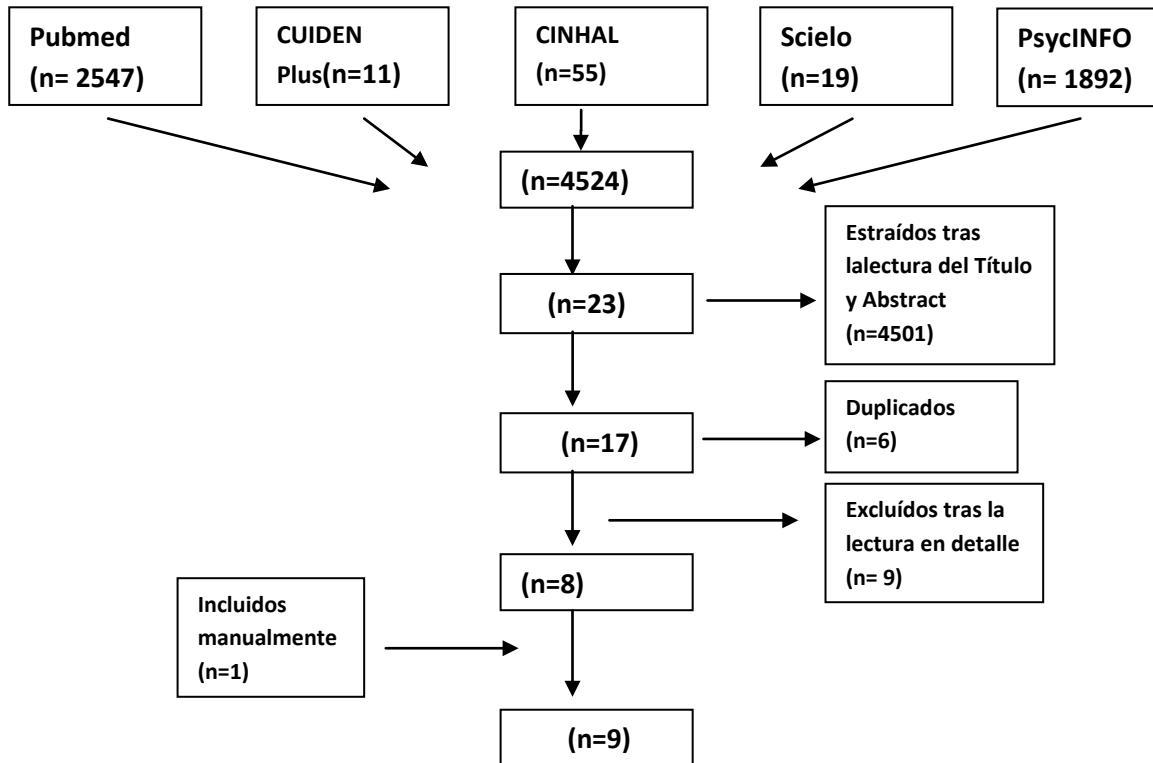 Pubmed
(n= 2547)
CUIDEN
Plus(n=11)
CINHAL
(n=55)
Scielo
(n=19)
PsycINFO
(n= 1892)
(n=4524)
Estraídos tras
lalectura del Título
y Abstract
(n=4501)
(n=23)
Duplicados
(n=6)
(n=17)
Excluídos tras la
lectura en detalle
(n= 9)
(n=8)
Incluidos
manualmente
(n=1)
(n=9)